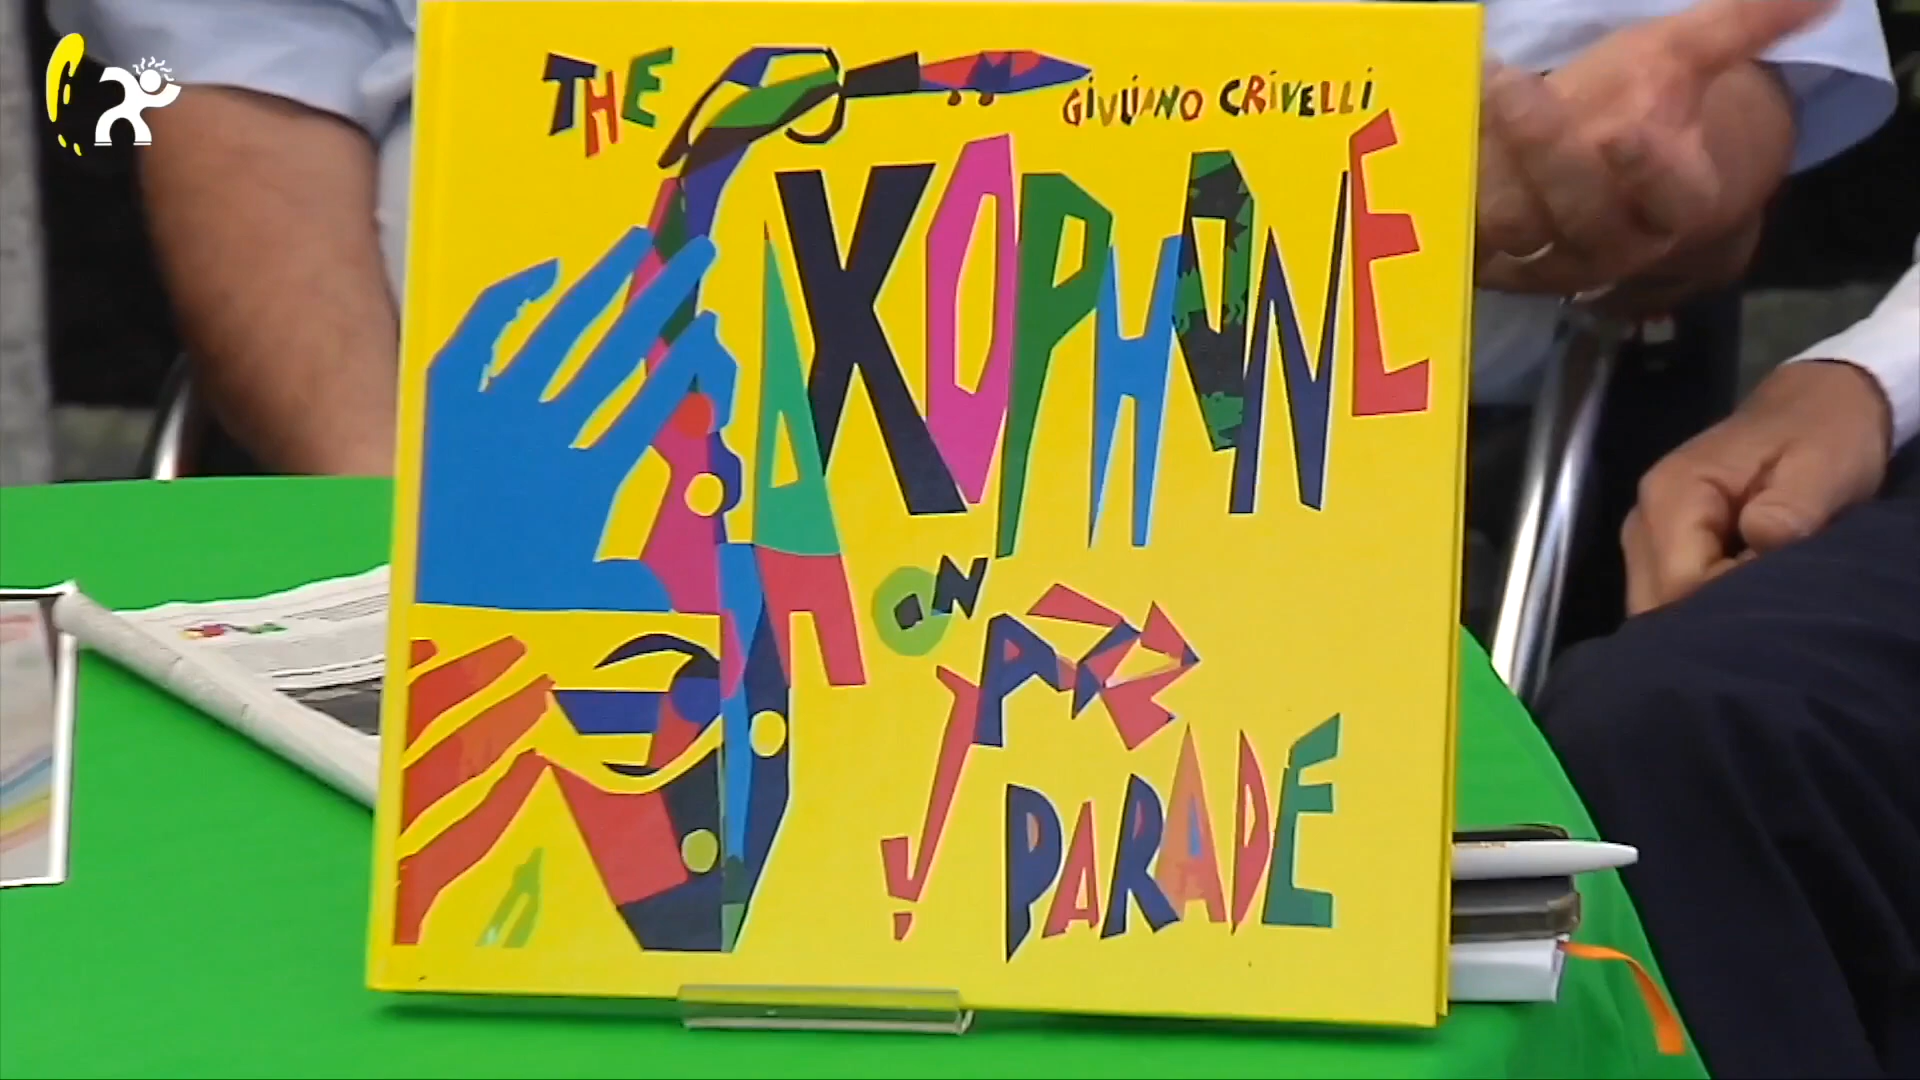 THE
GIULIANO CRIVELLI
SAXOPHONE
ON
JAZZ
PARADE